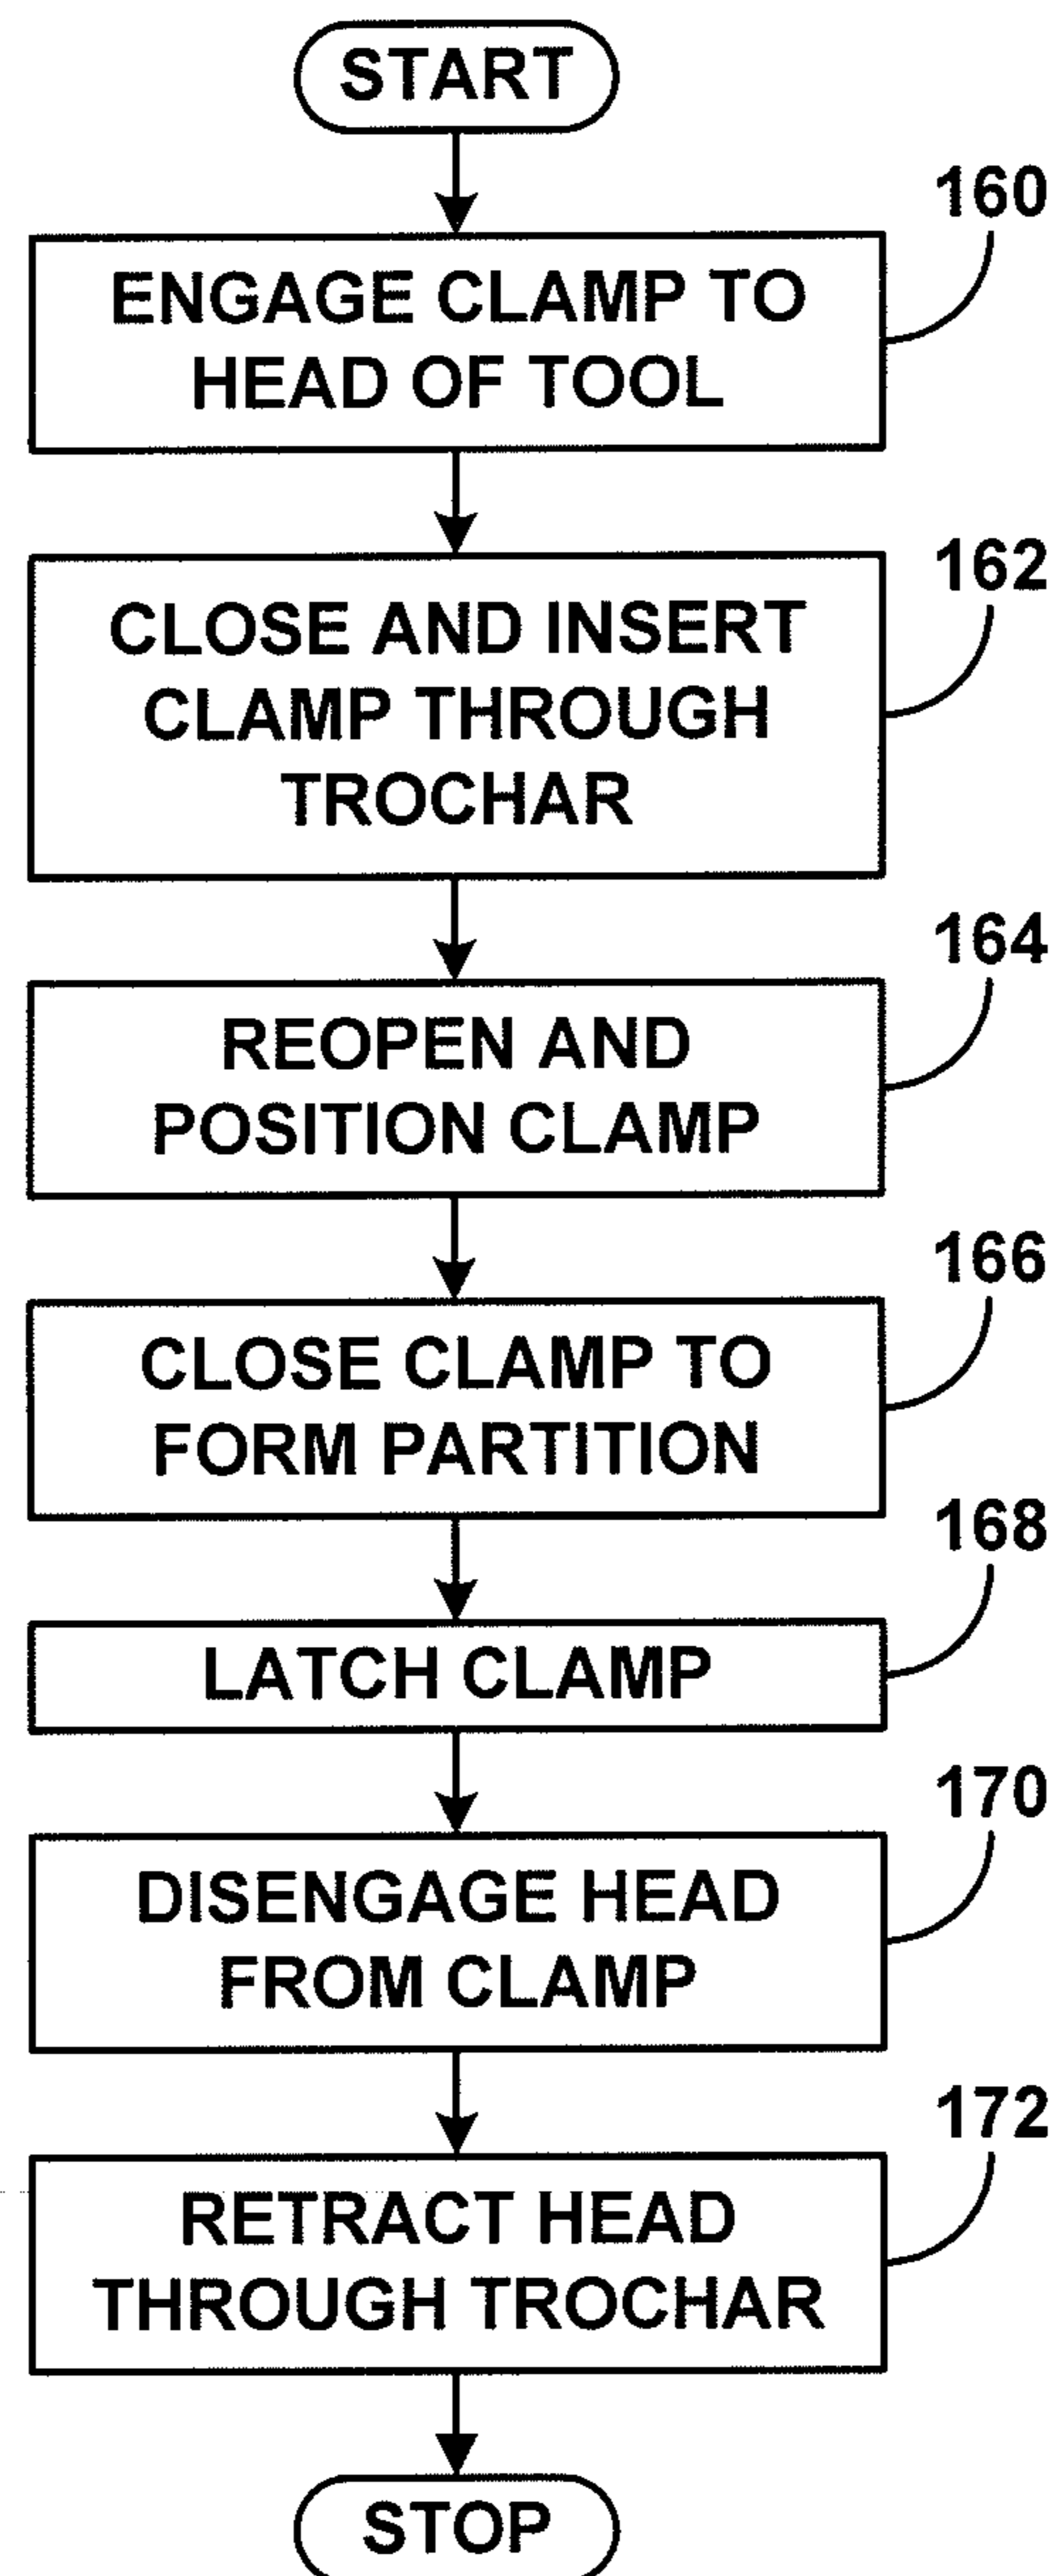 START
160
ENGAGE CLAMP TO
HEAD OF TOOL
162
CLOSE AND INSERT
CLAMP THROUGH
TROCHAR
164
REOPEN AND
POSITION CLAMP
166
CLOSE CLAMP TO
FORM PARTITION
168
LATCH CLAMP
170
DISENGAGE HEAD
FROM CLAMP
172
RETRACT HEAD
THROUGH TROCHAR
STOP